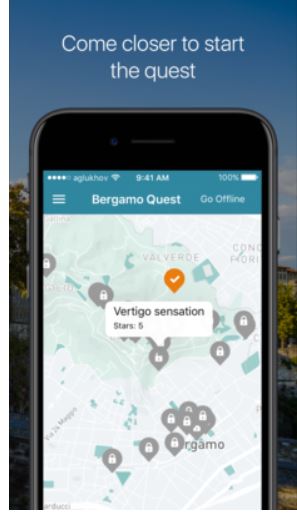 Come closer to start
the quest
aglukhov 9:41 AM 100%
Bergamo Quest Go Offline
VALVERDE
CONC
FIORI
Vertigo sensation
Stars: 5
Via 24 Maggio
rgamo
arducci